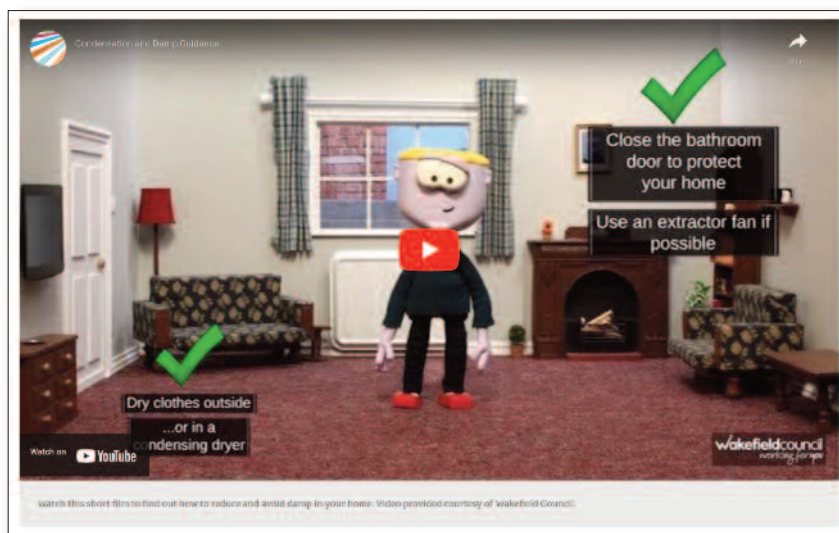 Condensation and Damp Guidance
Close the bathroom
door to protect
your home
Use an extractor fan if
possible
Dry clothes outside
...or in a
condensing dryer
Watch on YouTube
wakefieldcouncil
working for you
Watch this short film to find out how to reduce and avoid damp in your home. Video provided courtesy of Wakefield Council.